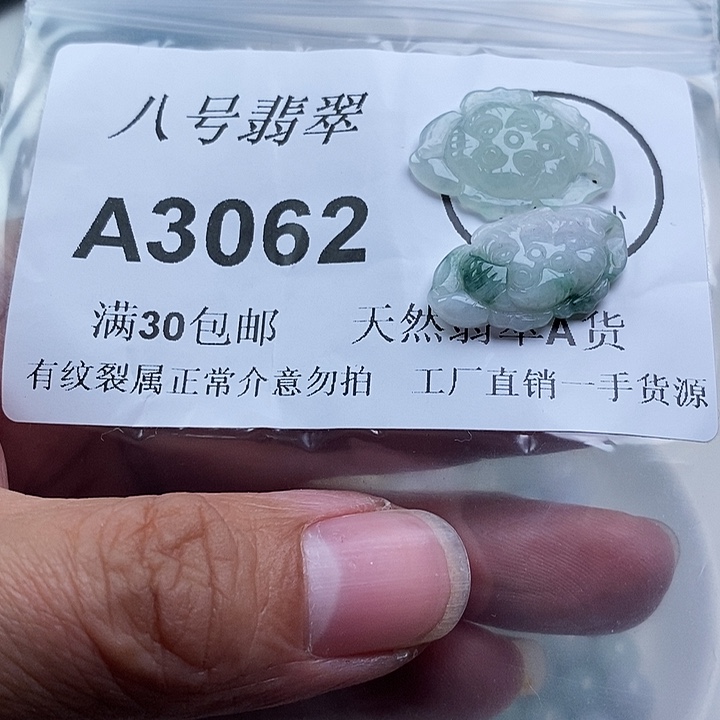 八号翡翠
A3062
满30包邮 天然翡翠A货
有纹裂属正常介意勿拍 工厂直销一手货源